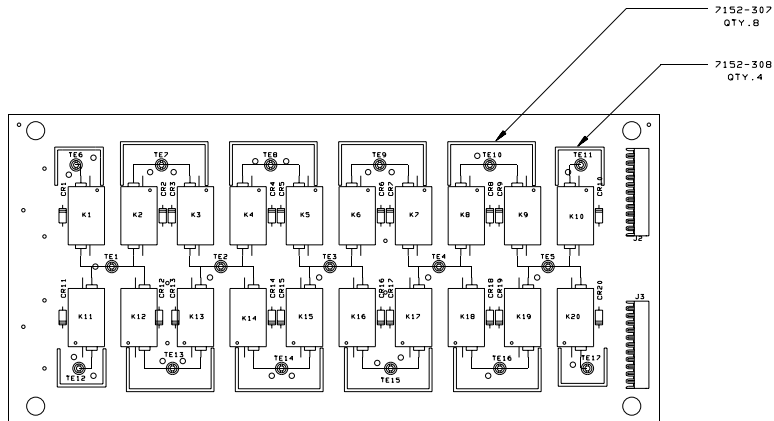 7152-307
QTY.8
7152-308
QTY.4
TE6 TE7 TE8 TE9 TE10 TE11
CR1 CR2 CR3 CR4 CR5 CR6 CR7 CR8 CR9 CR10
K1 K2 K3 K4 K5 K6 K7 K8 K9 K10
J2
TE1 TE2 TE3 TE4 TE5
CR11 CR12 CR13 CR14 CR15 CR16 CR17 CR18 CR19 CR20
J3
K11 K12 K13 K14 K15 K16 K17 K18 K19 K20
TE12 TE13 TE14 TE15 TE16 TE17